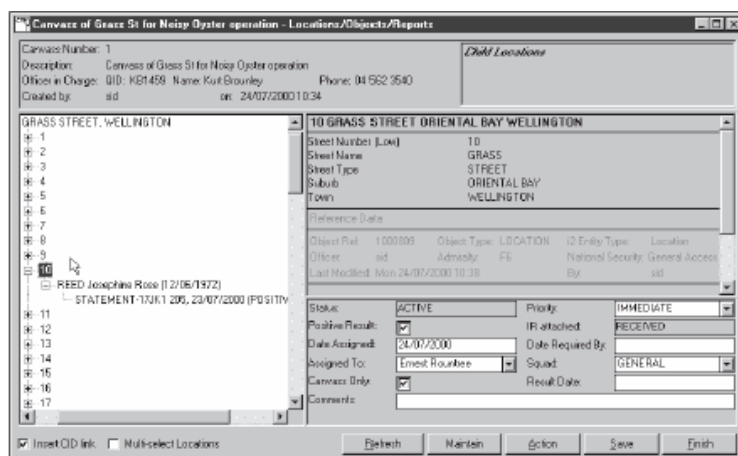 Canvass of Grass St for Noisy Oyster operation - Locations/Objects/Reports
Canvass Number: 1
Description: Canvass of Grass St for Noisy Oyster operation
Officer in Charge: QID: KB1459 Name: Kurt Brounley Phone: 04 562 3540
Created by: sid on: 24/07/2000 10:34
Child Locations
GRASS STREET, WELLINGTON
1
2
3
4
5
6
7
8
9
10
REED Josephine Rose (12/06/1972)
STATEMENT-17JK1 205, 23/07/2000 (POSITIV
11
12
13
14
15
16
17
10 GRASS STREET ORIENTAL BAY WELLINGTON
Street Number (Low) 10
Street Name GRASS
Street Type STREET
Suburb ORIENTAL BAY
Town WELLINGTON
Reference Data
Object Ref: 1000809 Object Type: LOCATION i2 Entity Type: Location
Officer: sid Admiralty: F6 National Security: General Access
Last Modified: Mon 24/07/2000 10:38 By: sid
Status: ACTIVE Priority: IMMEDIATE
Positive Result: IR attached: RECEIVED
Date Assigned: 24/07/2000 Date Required By:
Assigned To: Ernest Rountree Squad: GENERAL
Canvass Only: Result Date:
Comments:
Insert CID link Multi-select Locations Refresh Maintain Action Save Finish